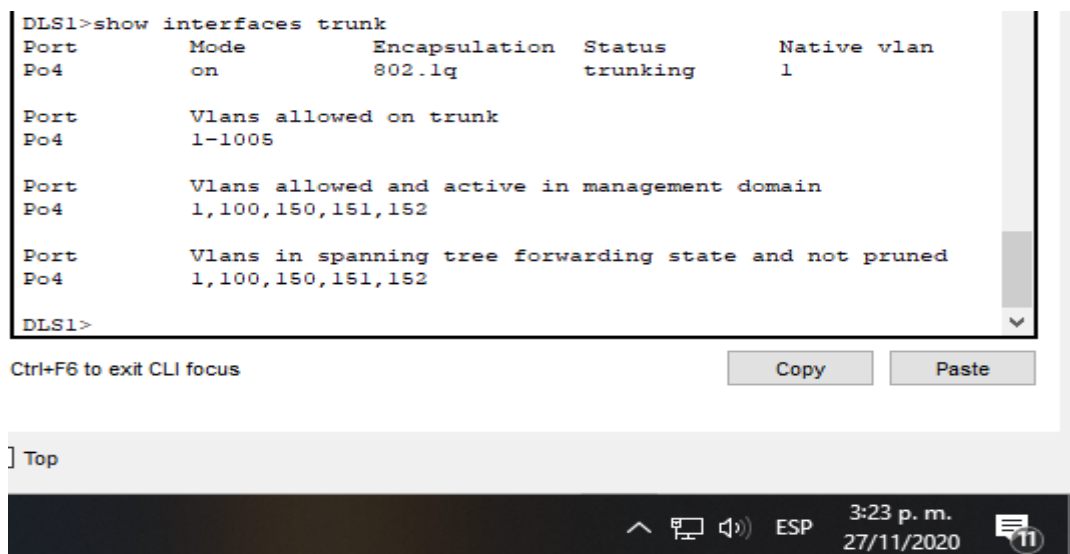 DLS1>show interfaces trunk
Port        Mode         Encapsulation  Status        Native vlan
Po4         on           802.1q         trunking      1
Port        Vlans allowed on trunk
Po4         1-1005
Port        Vlans allowed and active in management domain
Po4         1,100,150,151,152
Port        Vlans in spanning tree forwarding state and not pruned
Po4         1,100,150,151,152
DLS1>
Ctrl+F6 to exit CLI focus
Copy
Paste
Top
ESP
3:23 p. m.
27/11/2020
11